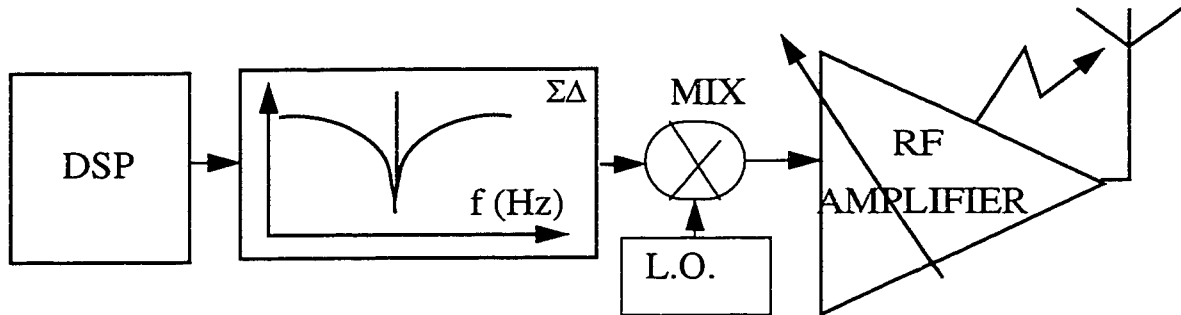 DSP
ΣΔ
f (Hz)
MIX
L.O.
RF
AMPLIFIER